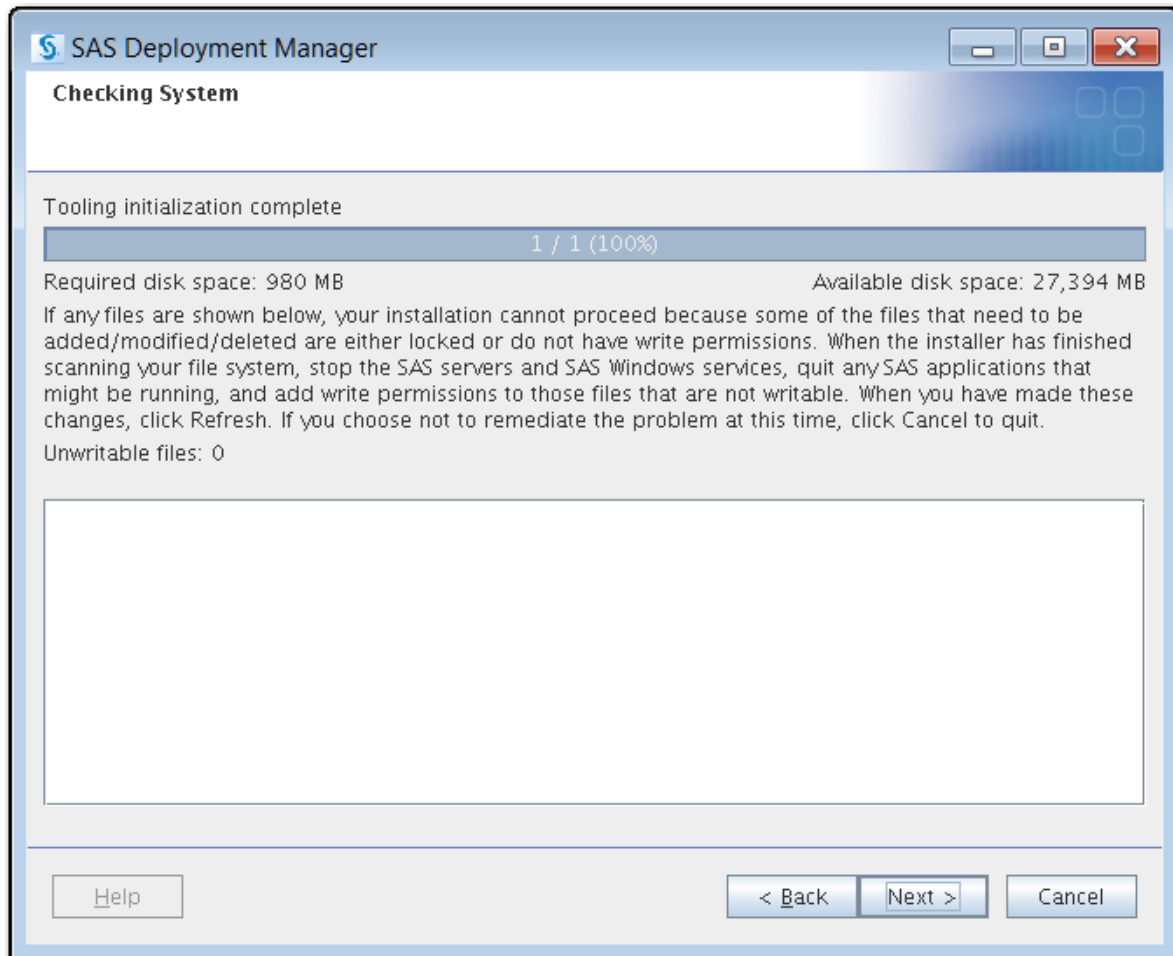 SAS Deployment Manager
Checking System
Tooling initialization complete
1 / 1 (100%)
Required disk space: 980 MB Available disk space: 27,394 MB
If any files are shown below, your installation cannot proceed because some of the files that need to be
added/modified/deleted are either locked or do not have write permissions. When the installer has finished
scanning your file system, stop the SAS servers and SAS Windows services, quit any SAS applications that
might be running, and add write permissions to those files that are not writable. When you have made these
changes, click Refresh. If you choose not to remediate the problem at this time, click Cancel to quit.
Unwritable files: 0
Help < Back Next > Cancel